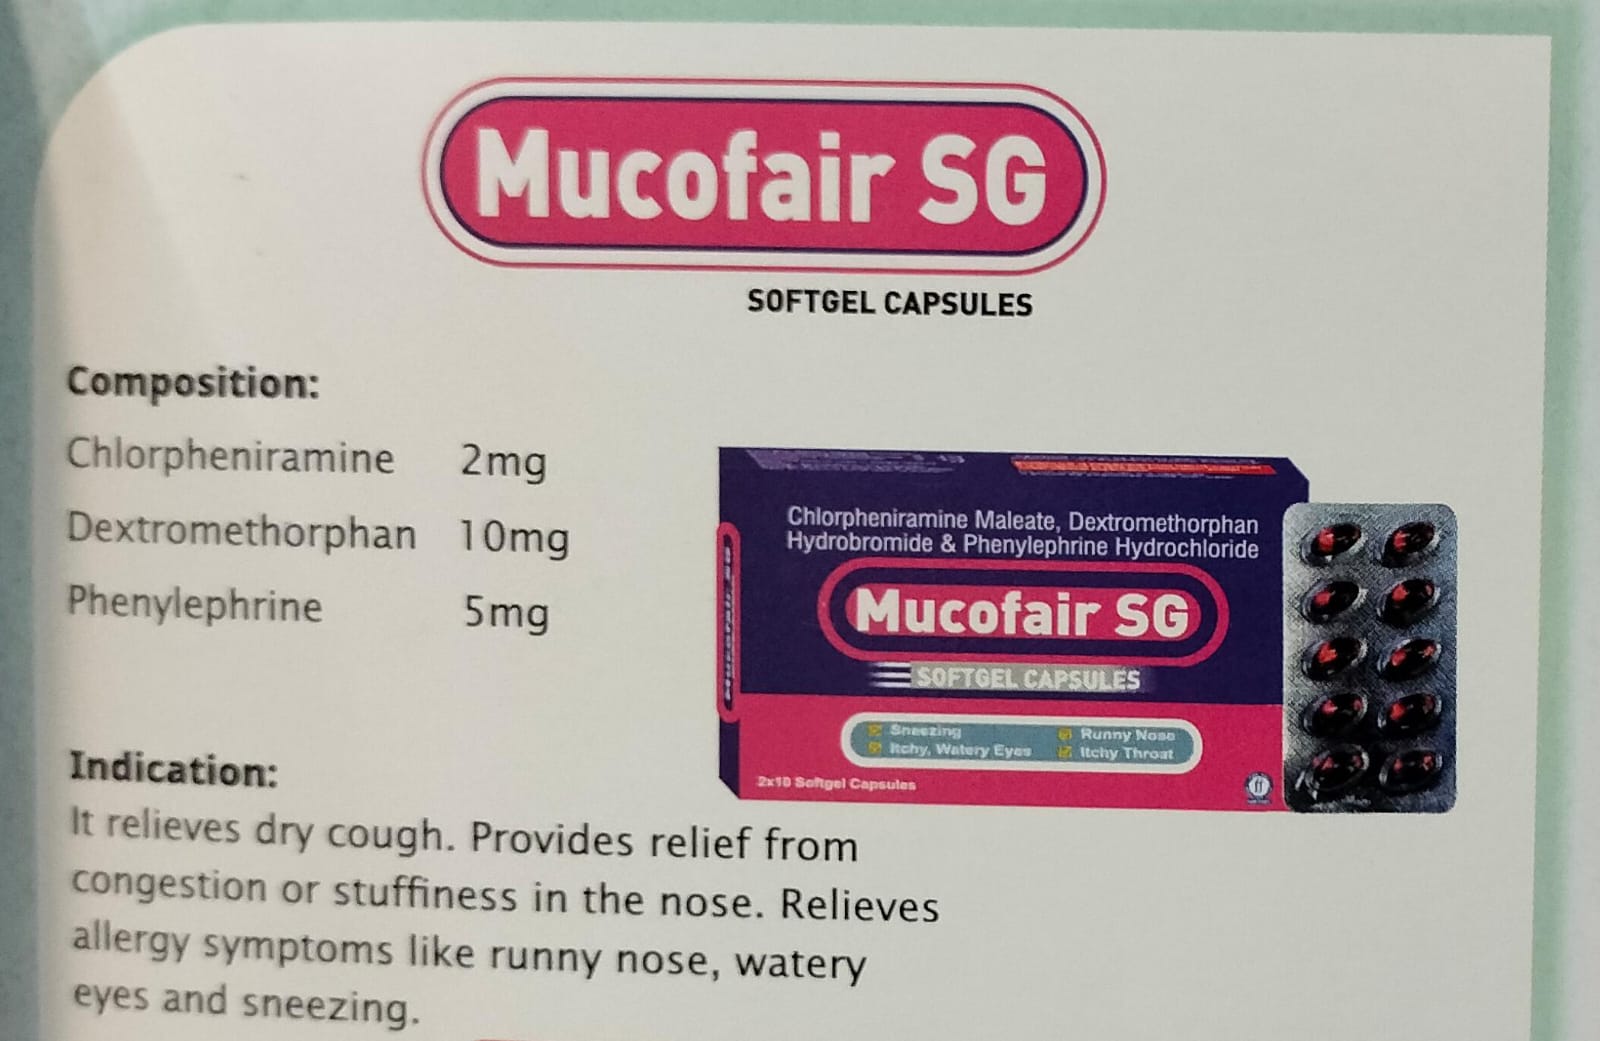 Mucofair SG
SOFTGEL CAPSULES
Composition:
Chlorpheniramine 2mg
Dextromethorphan 10mg
Phenylephrine 5mg
Chlorpheniramine Maleate, Dextromethorphan
Hydrobromide & Phenylephrine Hydrochloride
Mucofair SG
SOFTGEL CAPSULES
Sneezing Runny Nose
Itchy, Watery Eyes Itchy Throat
2x10 Softgel Capsules
Indication:
It relieves dry cough. Provides relief from
congestion or stuffiness in the nose. Relieves
allergy symptoms like runny nose, watery
eyes and sneezing.